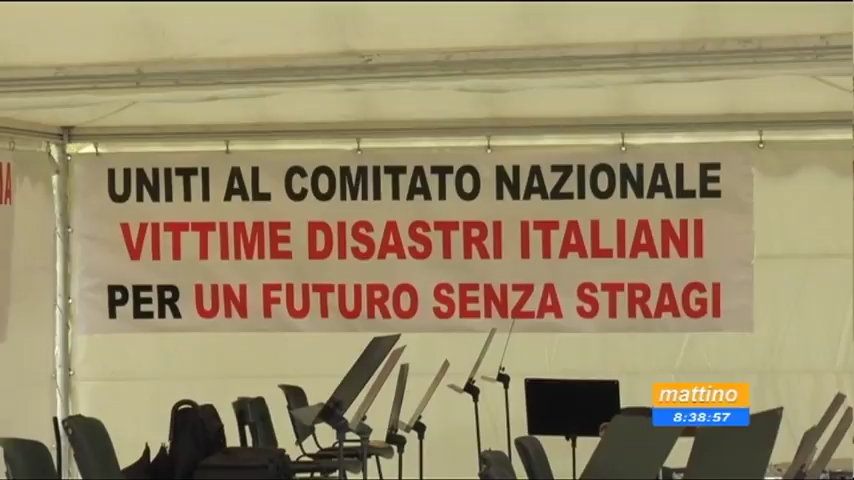 UNITI AL COMITATO NAZIONALE
VITTIME DISASTRI ITALIANI
PER UN FUTURO SENZA STRAGI
mattino
8:38:57